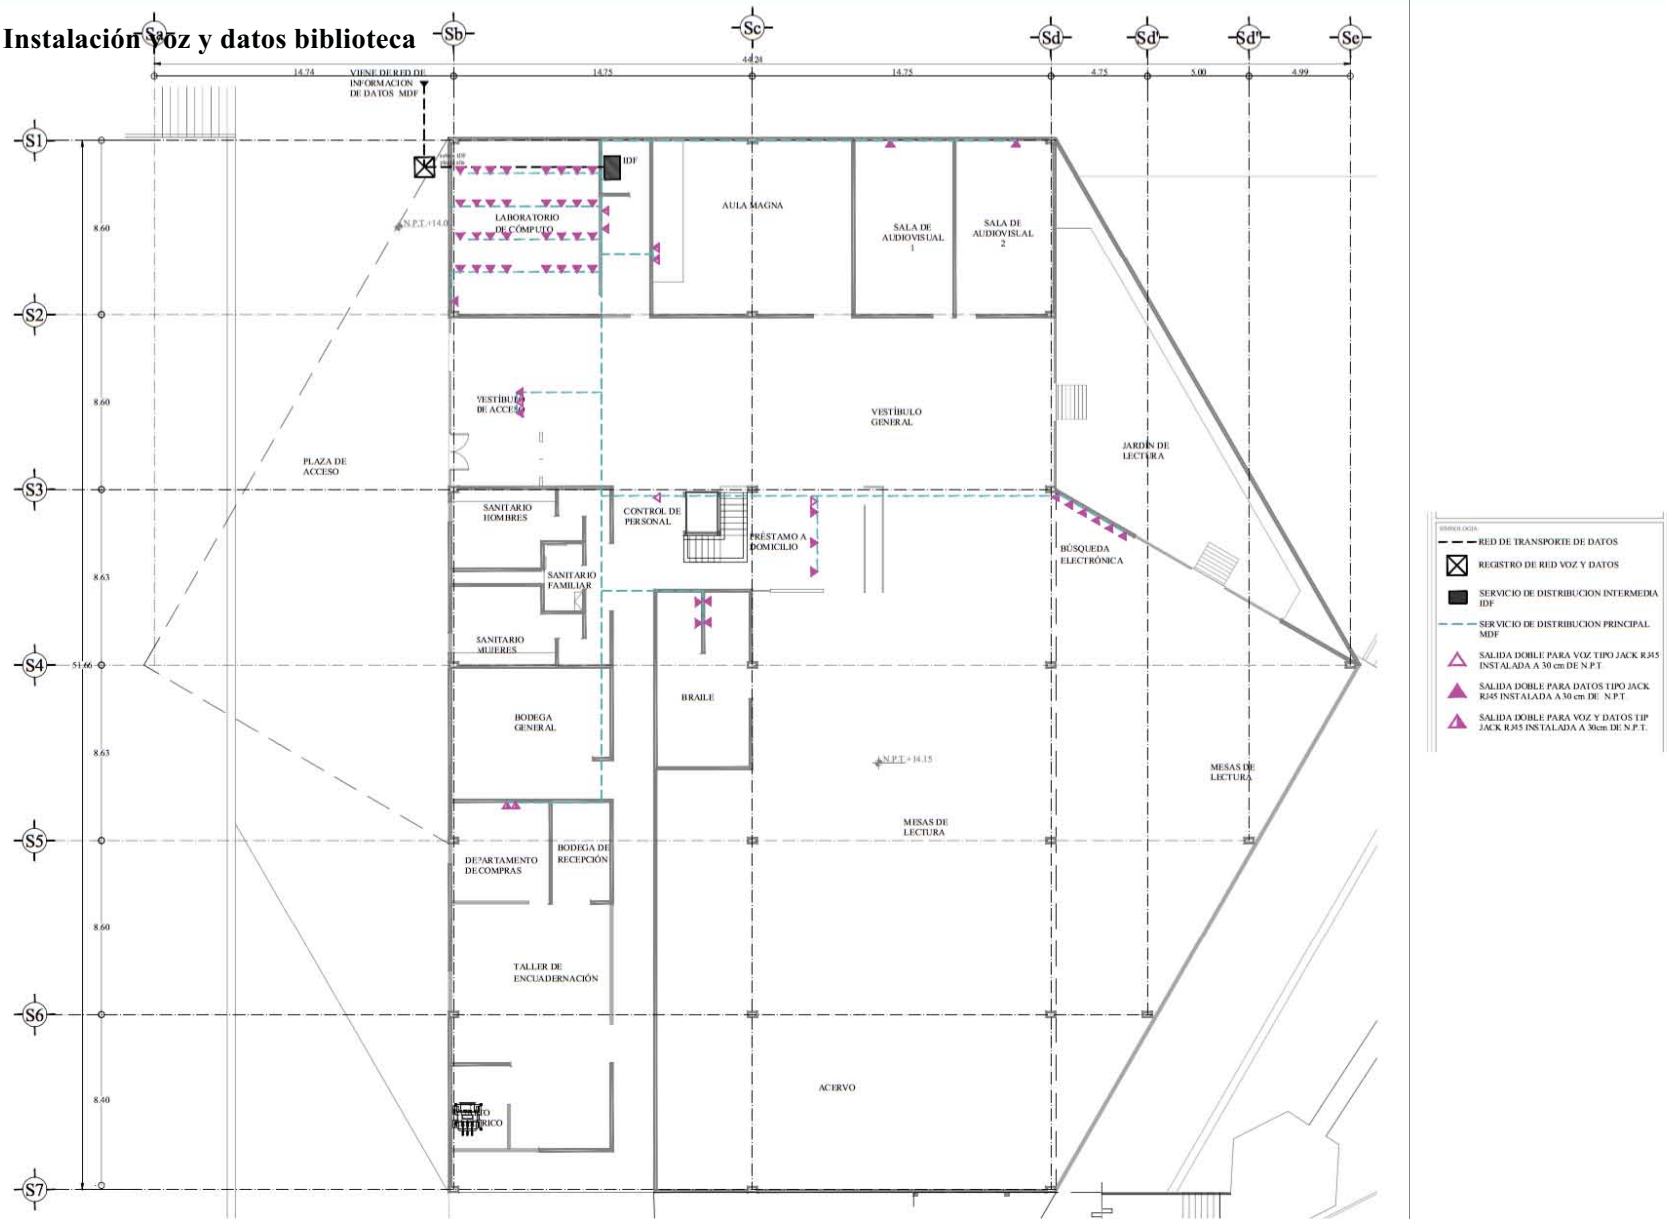 Instalación voz y datos biblioteca
Sa
Sb
Sc
Sd
Sd'
Sd"
Se
44.24
14.74
14.75
14.75
4.75
5.00
4.99
VIENE DE RED DE
INFORMACION
DE DATOS MDF
S1
IDF
AULA MAGNA
LABORATORIO
DE CÓMPUTO
SALA DE
AUDIOVISUAL
1
SALA DE
AUDIOVISUAL
2
8.60
N.P.T.+14.0
S2
8.60
VESTÍBULO
DE ACCESO
VESTÍBULO
GENERAL
JARDÍN DE
LECTURA
PLAZA DE
ACCESO
S3
SANITARIO
HOMBRES
CONTROL DE
PERSONAL
PRÉSTAMO A
DOMICILIO
BÚSQUEDA
ELECTRÓNICA
8.63
SANITARIO
FAMILIAR
SANITARIO
MUJERES
S4
51.66
BRAILE
BODEGA
GENERAL
8.63
N.P.T.+14.15
MESAS DE
LECTURA
MESAS DE
LECTURA
S5
DEPARTAMENTO
DE COMPRAS
BODEGA DE
RECEPCIÓN
8.60
TALLER DE
ENCUADERNACIÓN
S6
8.40
ACERVO
S7
SIMBOLOGIA:
RED DE TRANSPORTE DE DATOS
REGISTRO DE RED VOZ Y DATOS
SERVICIO DE DISTRIBUCION INTERMEDIA
IDF
SERVICIO DE DISTRIBUCION PRINCIPAL
MDF
SALIDA DOBLE PARA VOZ TIPO JACK RJ45
INSTALADA A 30 cm DE N.P.T.
SALIDA DOBLE PARA DATOS TIPO JACK
RJ45 INSTALADA A 30 cm DE N.P.T.
SALIDA DOBLE PARA VOZ Y DATOS TIP
JACK RJ45 INSTALADA A 30cm DE N.P.T.